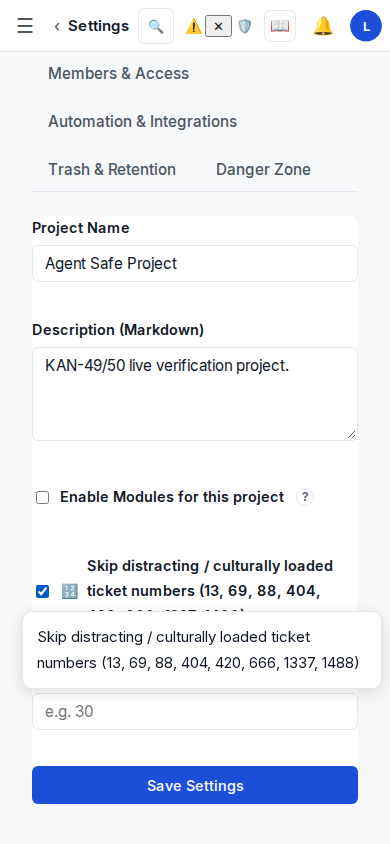 Settings
L
Members & Access
Automation & Integrations
Trash & Retention Danger Zone
Project Name
Agent Safe Project
Description (Markdown)
KAN-49/50 live verification project.
Enable Modules for this project ?
Skip distracting / culturally loaded
ticket numbers (13, 69, 88, 404,
Skip distracting / culturally loaded ticket
numbers (13, 69, 88, 404, 420, 666, 1337, 1488)
e.g. 30
Save Settings